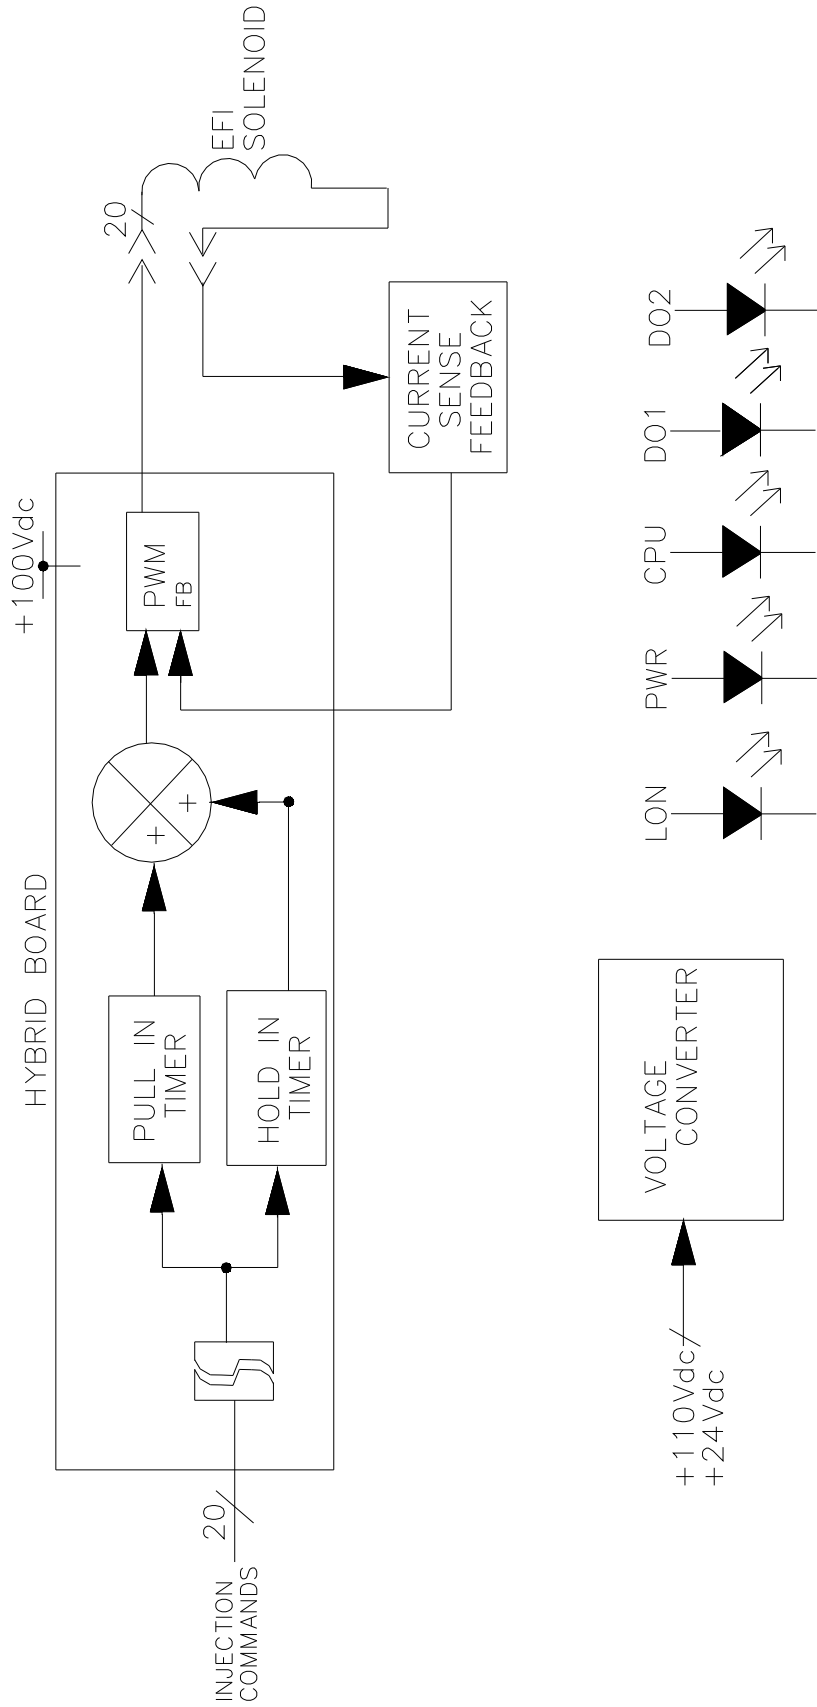 +100Vdc
HYBRID BOARD
20
INJECTION
COMMANDS
PULL IN
TIMER
HOLD IN
TIMER
+
+
PWM
FB
20
EFI
SOLENOID
CURRENT
SENSE
FEEDBACK
+110Vdc/
+24Vdc
VOLTAGE
CONVERTER
LON
PWR
CPU
DO1
DO2